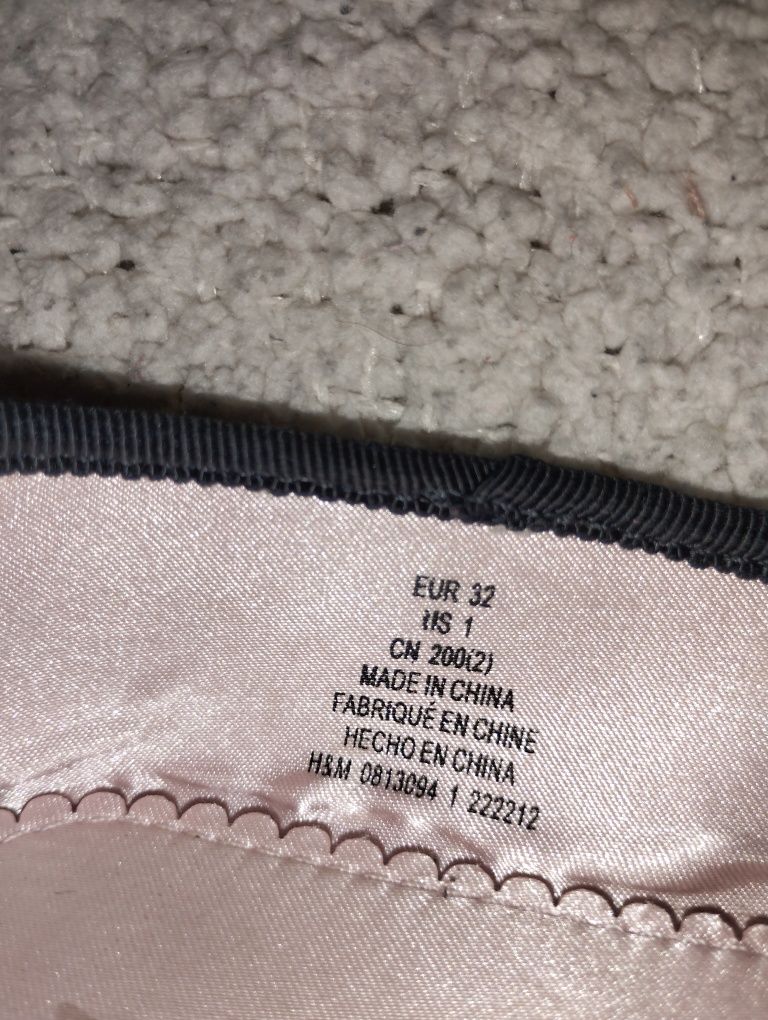 EUR 32
US 1
CN 200(2)
MADE IN CHINA
FABRIQUÉ EN CHINE
HECHO EN CHINA
H&M 0813094 1 222212